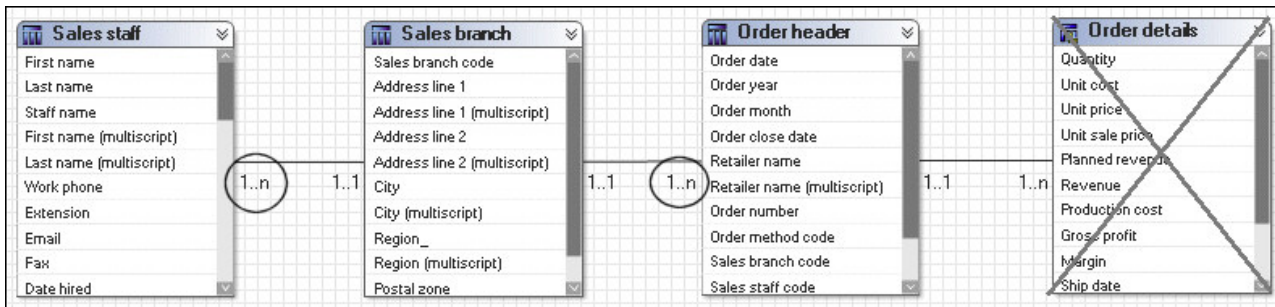 Sales staff
First name
Last name
Staff name
First name (multiscript)
Last name (multiscript)
Work phone
Extension
Email
Fax
Date hired
1..n
1..1
Sales branch
Sales branch code
Address line 1
Address line 1 (multiscript)
Address line 2
Address line 2 (multiscript)
City
City (multiscript)
Region_
Region (multiscript)
Postal zone
1..1
1..n
Order header
Order date
Order year
Order month
Order close date
Retailer name
Retailer name (multiscript)
Order number
Order method code
Sales branch code
Sales staff code
1..1
1..n
Order details
Quantity
Unit cost
Unit price
Unit sale price
Planned revenue
Revenue
Production cost
Gross profit
Margin
Ship date